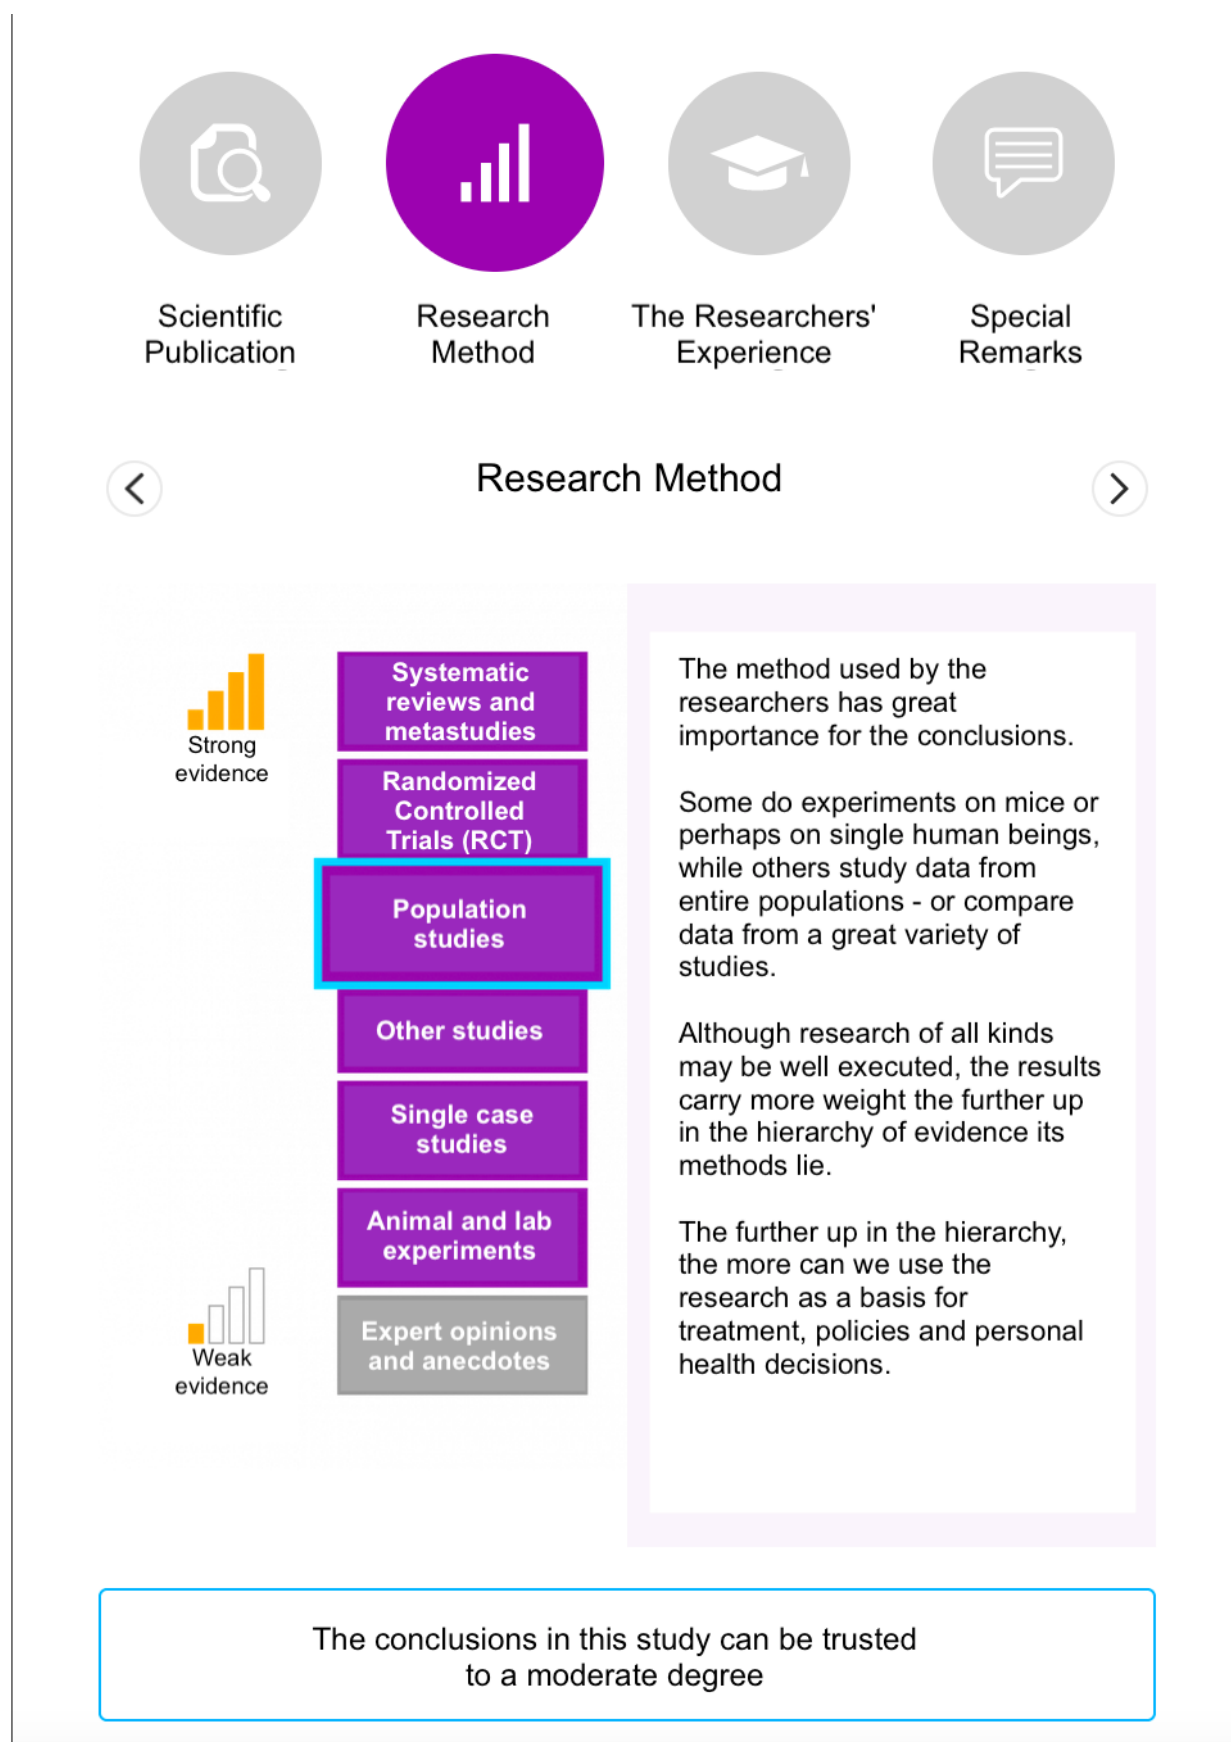 Scientific
Publication
Research
Method
The Researchers'
Experience
Special
Remarks
Research Method
Strong
evidence
Systematic
reviews and
metastudies
Randomized
Controlled
Trials (RCT)
Population
studies
Other studies
Single case
studies
Animal and lab
experiments
Expert opinions
and anecdotes
Weak
evidence
The method used by the
researchers has great
importance for the conclusions.
Some do experiments on mice or
perhaps on single human beings,
while others study data from
entire populations - or compare
data from a great variety of
studies.
Although research of all kinds
may be well executed, the results
carry more weight the further up
in the hierarchy of evidence its
methods lie.
The further up in the hierarchy,
the more can we use the
research as a basis for
treatment, policies and personal
health decisions.
The conclusions in this study can be trusted
to a moderate degree